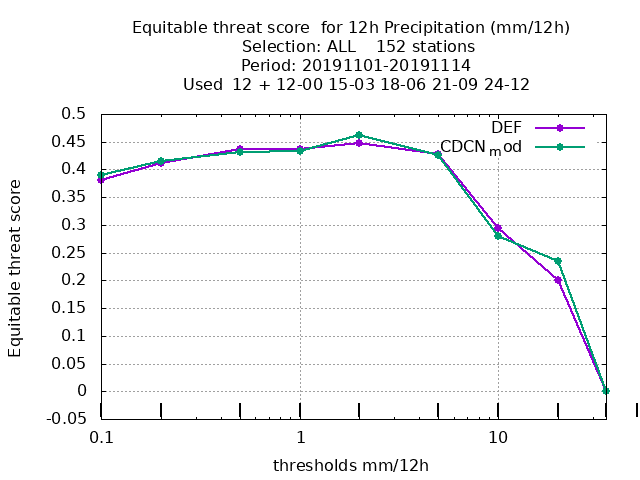 Equitable threat score  for 12h Precipitation (mm/12h)
Selection: ALL    152 stations
Period: 20191101-20191114
Used  12 + 12-00 15-03 18-06 21-09 24-12
0.5
0.45
0.4
0.35
0.3
0.25
0.2
0.15
0.1
0.05
0
-0.05
Equitable threat score
DEF
CDCNmod
0.1 1 10
thresholds mm/12h